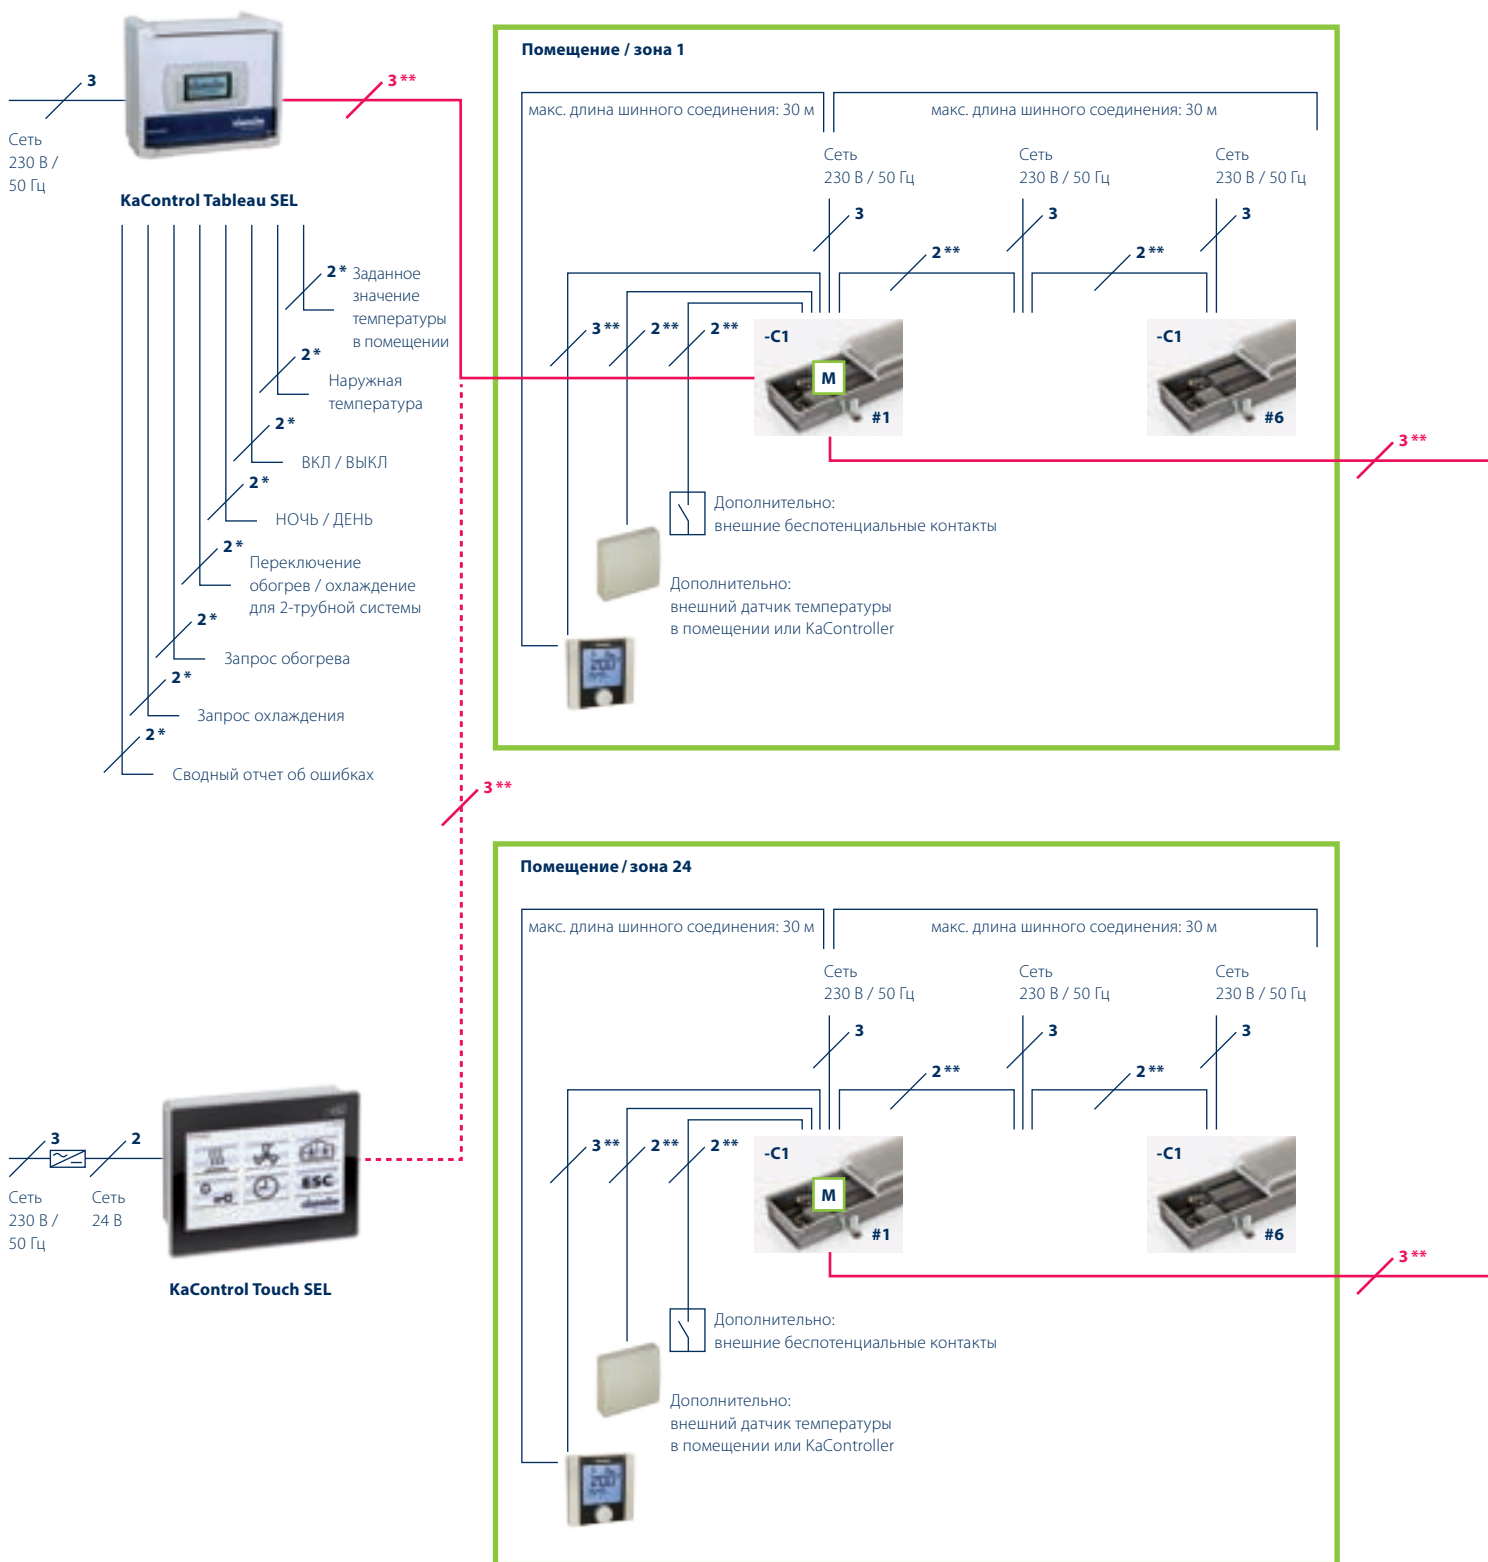 3
Сеть
230 В /
50 Гц
KaControl Tableau SEL
3**
2* Заданное
значение
температуры
в помещении
2*
Наружная
температура
2*
ВКЛ / ВЫКЛ
2*
НОЧЬ / ДЕНЬ
2*
Переключение
обогрев / охлаждение
для 2-трубной системы
2*
Запрос обогрева
2*
Запрос охлаждения
2*
Сводный отчет об ошибках
3**
Помещение / зона 1
макс. длина шинного соединения: 30 м
макс. длина шинного соединения: 30 м
Сеть
230 В / 50 Гц
Сеть
230 В / 50 Гц
Сеть
230 В / 50 Гц
3
3
3
2**
2**
3**
2**
2**
-C1
M
#1
-C1
#6
3**
Дополнительно:
внешние беспотенциальные контакты
Дополнительно:
внешний датчик температуры
в помещении или KaController
3
2
Сеть
230 В /
50 Гц
Сеть
24 В
ESC
KaControl Touch SEL
Помещение / зона 24
макс. длина шинного соединения: 30 м
макс. длина шинного соединения: 30 м
Сеть
230 В / 50 Гц
Сеть
230 В / 50 Гц
Сеть
230 В / 50 Гц
3
3
3
2**
2**
3**
2**
2**
-C1
M
#1
-C1
#6
3**
Дополнительно:
внешние беспотенциальные контакты
Дополнительно:
внешний датчик температуры
в помещении или KaController